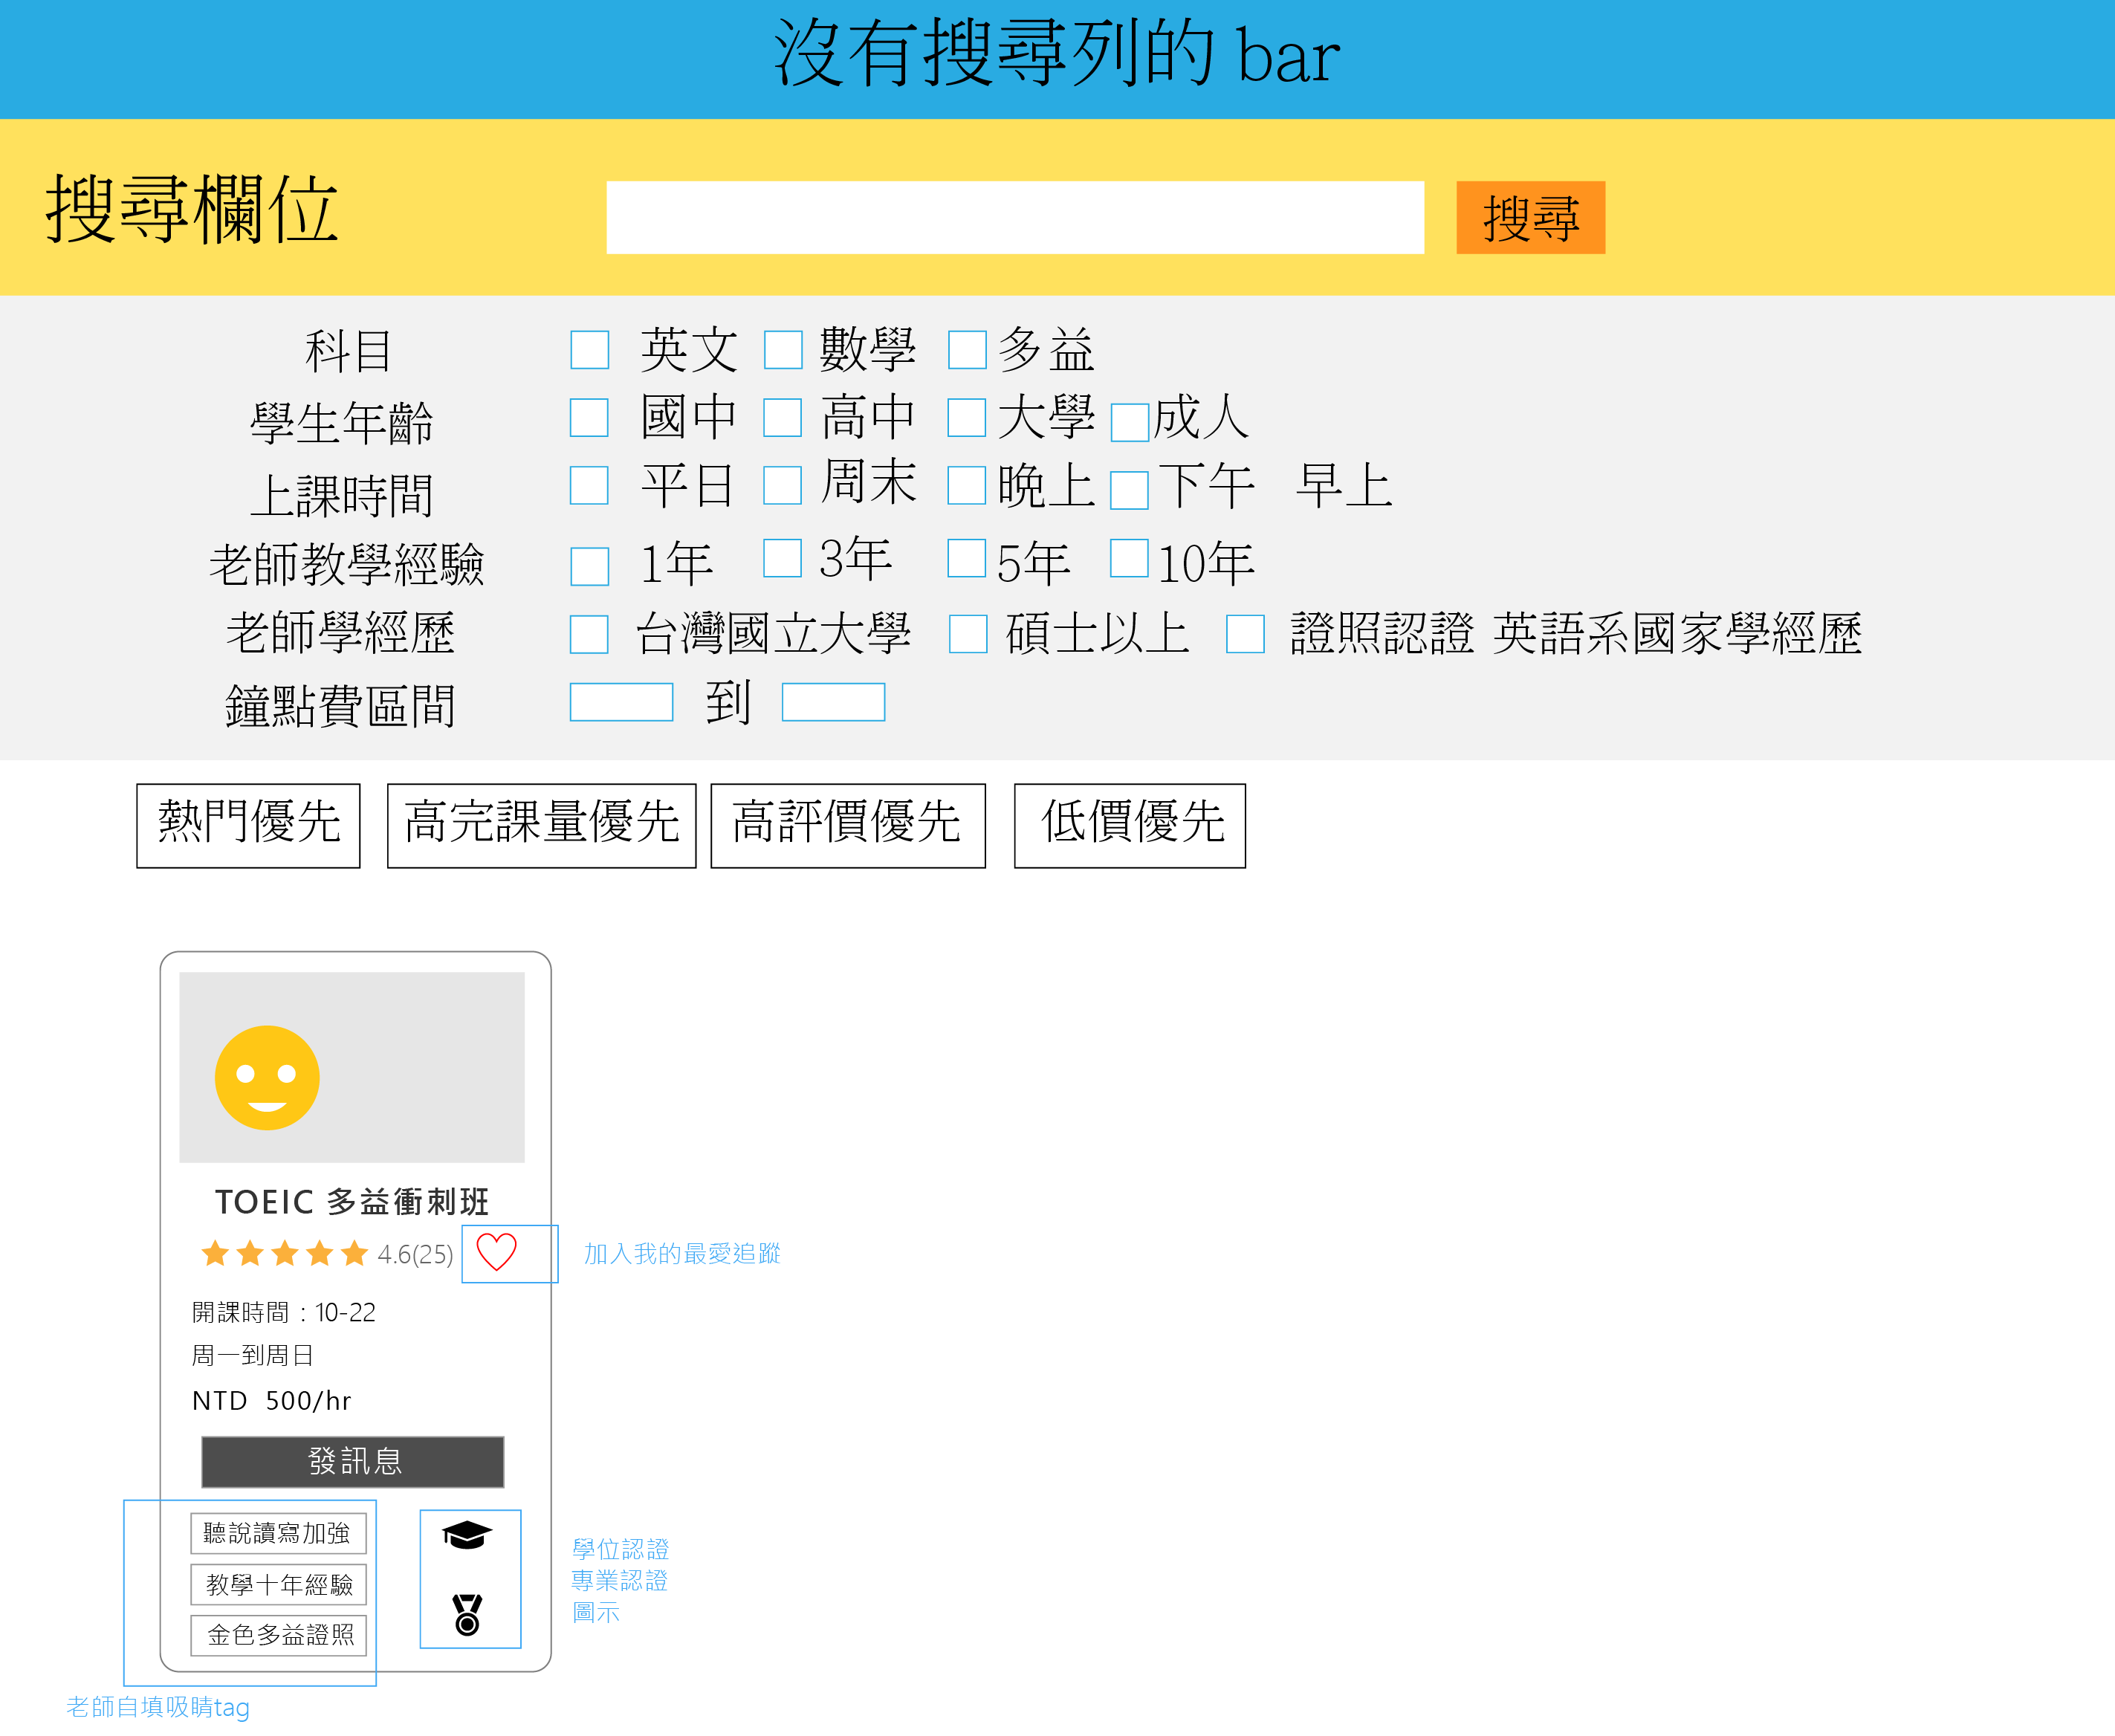 沒有搜尋列的 bar
搜尋欄位
搜尋
科目 英文 數學 多益
學生年齡 國中 高中 大學 成人
上課時間 平日 周末 晚上 下午 早上
老師教學經驗 1年 3年 5年 10年
老師學經歷 台灣國立大學 碩士以上 證照認證 英語系國家學經歷
鐘點費區間 到
熱門優先 高完課量優先 高評價優先 低價優先
TOEIC 多益衝刺班
4.6(25) 加入我的最愛追蹤
開課時間：10-22
周一到周日
NTD 500/hr
發訊息
聽說讀寫加強
教學十年經驗
金色多益證照
學位認證
專業認證
圖示
老師自填吸睛tag